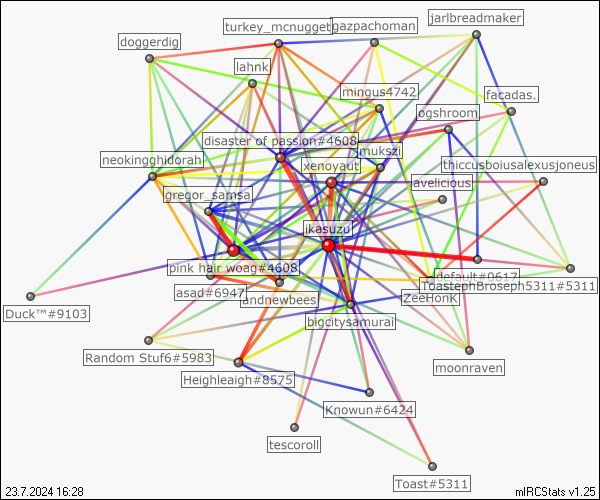 turkey_mcnugget
gazpachoman
jarlbreadmaker
doggerdig
lahnk
mingus4742
facadas.
ogshroom
disaster of passion#4608
smukszi
neokingghidorah
xenoyaut
thiccusboiusalexusjoneus
gregor_samsa
avelicious
ikasuzu
pink hair woag#4608
default#0617
asad#6947
ToastephBroseph5311#5311
andnewbees
ZeeHonk
Duck™#9103
bigcitysamurai
Random Stuf6#5983
moonraven
Heighleaigh#8575
Knowun#6424
tescoroll
Toast#5311
23.7.2024 16:28
mIRCStats v1.25